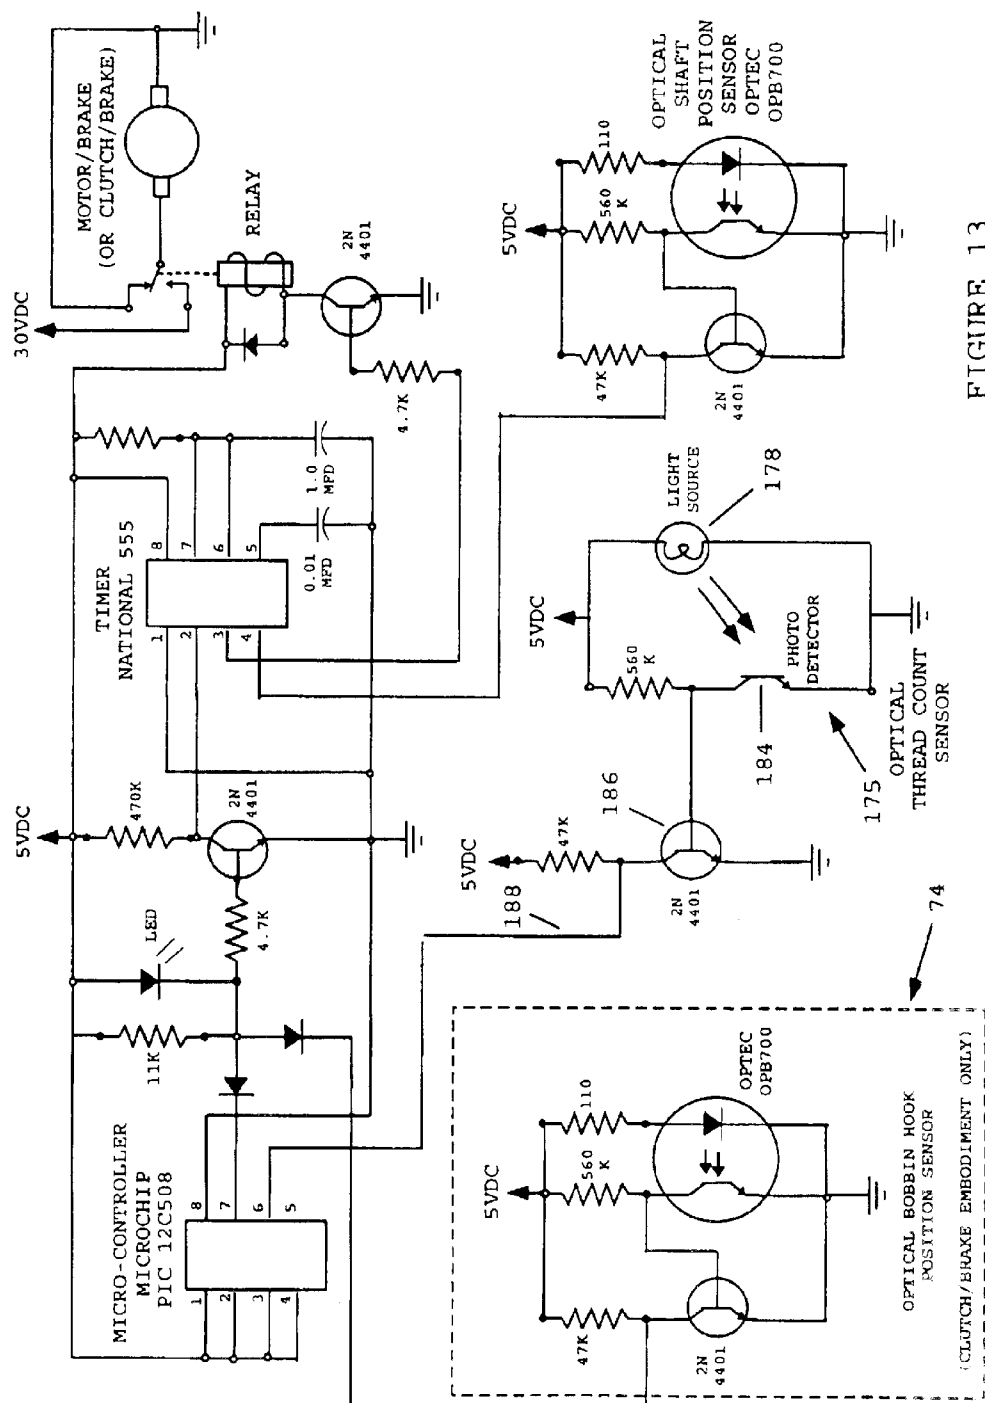 30VDC
MOTOR/BRAKE
(OR CLUTCH/BRAKE)
RELAY
2N
4401
4.7K
TIMER
NATIONAL 555
1
2
3
4
8
7
6
5
1.0
MFD
0.01
MFD
5VDC
470K
2N
4401
4.7K
LED
11K
MICRO-CONTROLLER
MICROCHIP
PIC 12C508
1
2
3
4
8
7
6
5
OPTICAL
SHAFT
POSITION
SENSOR
OPTEC
OPB700
5VDC
110
560
K
47K
2N
4401
5VDC
LIGHT
SOURCE
178
560
K
PHOTO
DETECTOR
184
175
OPTICAL
THREAD COUNT
SENSOR
186
5VDC
47K
188
2N
4401
74
5VDC
110
560
K
47K
2N
4401
OPTEC
OPB700
OPTICAL BOBBIN HOOK
POSITION SENSOR
(CLUTCH/BRAKE EMBODIMENT ONLY)
FIGURE 13